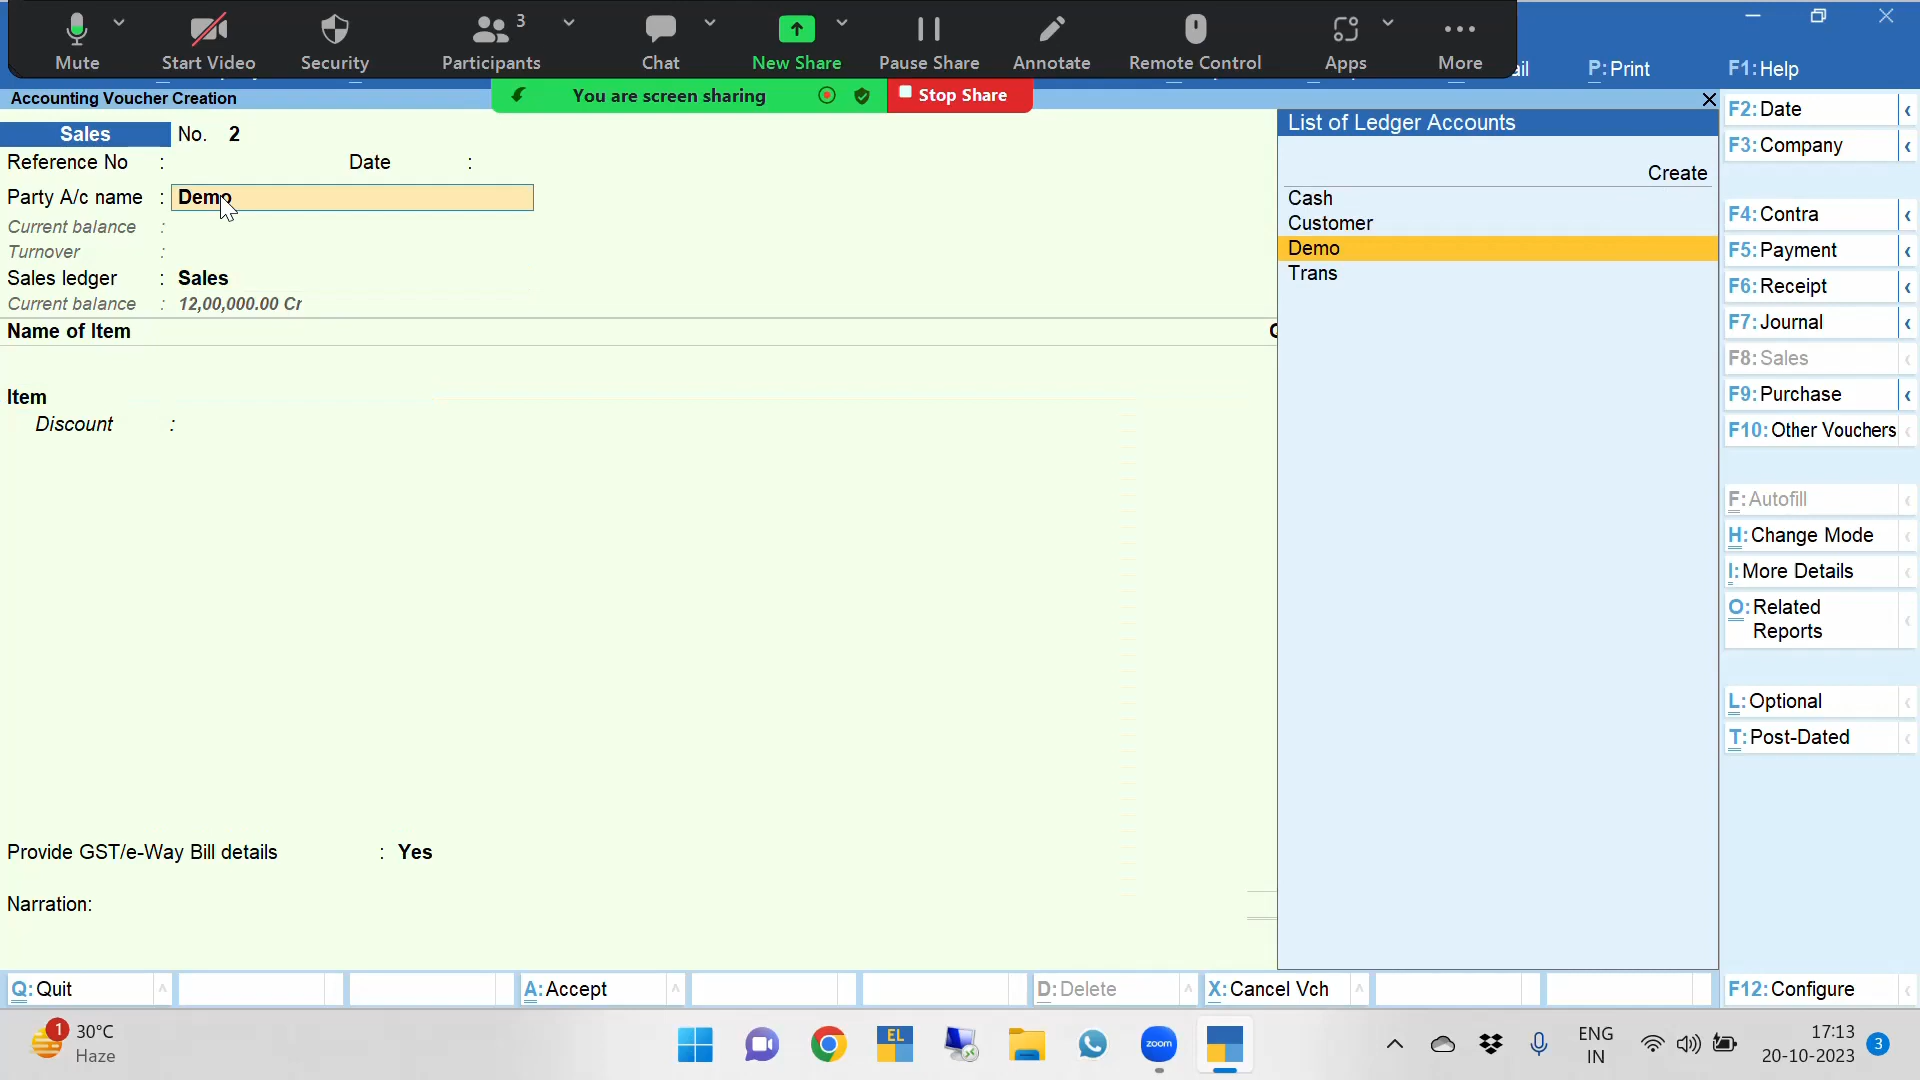 Mute
Start Video
Security
Participants
3
Chat
New Share
Pause Share
Annotate
Remote Control
Apps
More
P:Print
F1:Help
You are screen sharing
Stop Share
Accounting Voucher Creation
Sales No. 2
Reference No : Date :
Party A/c name : Demo
Current balance :
Turnover :
Sales ledger : Sales
Current balance : 12,00,000.00 Cr
Name of Item
Item
Discount :
Provide GST/e-Way Bill details : Yes
Narration:
List of Ledger Accounts
Create
Cash
Customer
Demo
Trans
F2:Date
F3:Company
F4:Contra
F5:Payment
F6:Receipt
F7:Journal
F8:Sales
F9:Purchase
F10:Other Vouchers
F:Autofill
H:Change Mode
I:More Details
O:Related
Reports
L:Optional
T:Post-Dated
Q:Quit
A:Accept
D:Delete
X:Cancel Vch
F12:Configure
1
30°C
Haze
EL
zoom
ENG
IN
17:13
20-10-2023
3